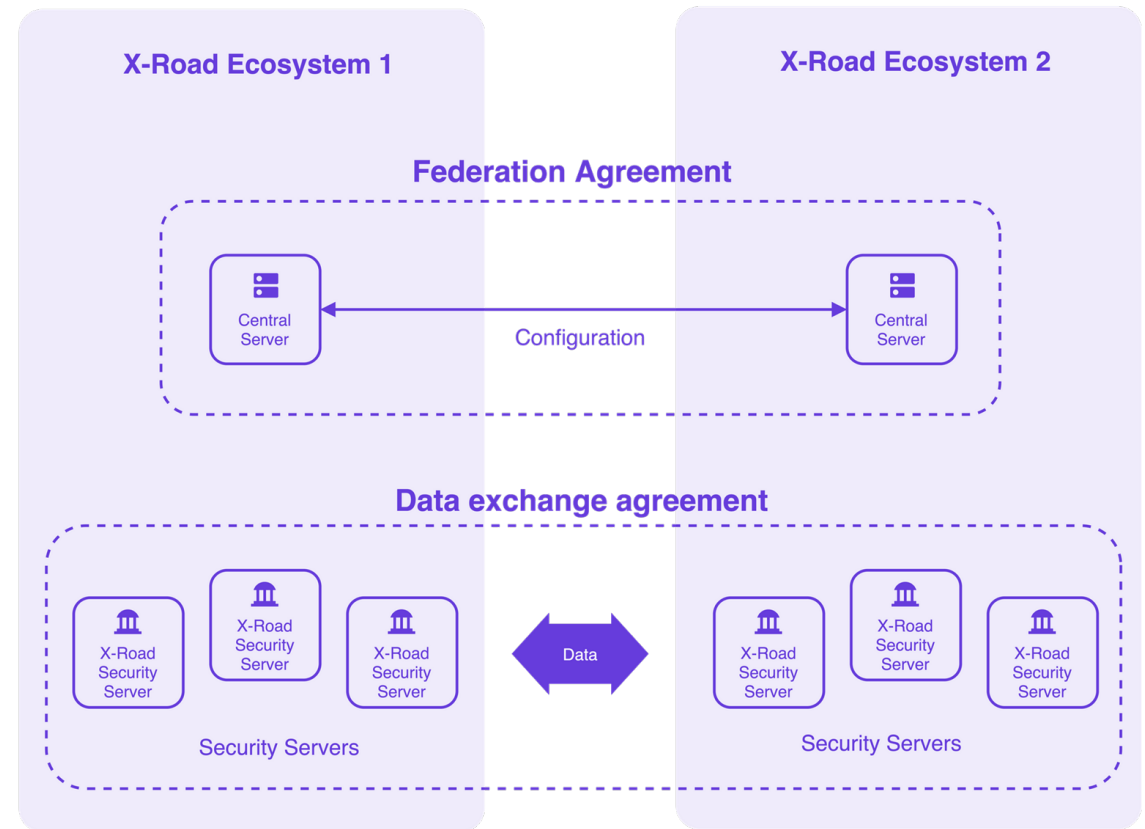 X-Road Ecosystem 1
X-Road Ecosystem 2
Federation Agreement
Central
Server
Configuration
Central
Server
Data exchange agreement
X-Road
Security
Server
X-Road
Security
Server
X-Road
Security
Server
Data
X-Road
Security
Server
X-Road
Security
Server
X-Road
Security
Server
Security Servers
Security Servers